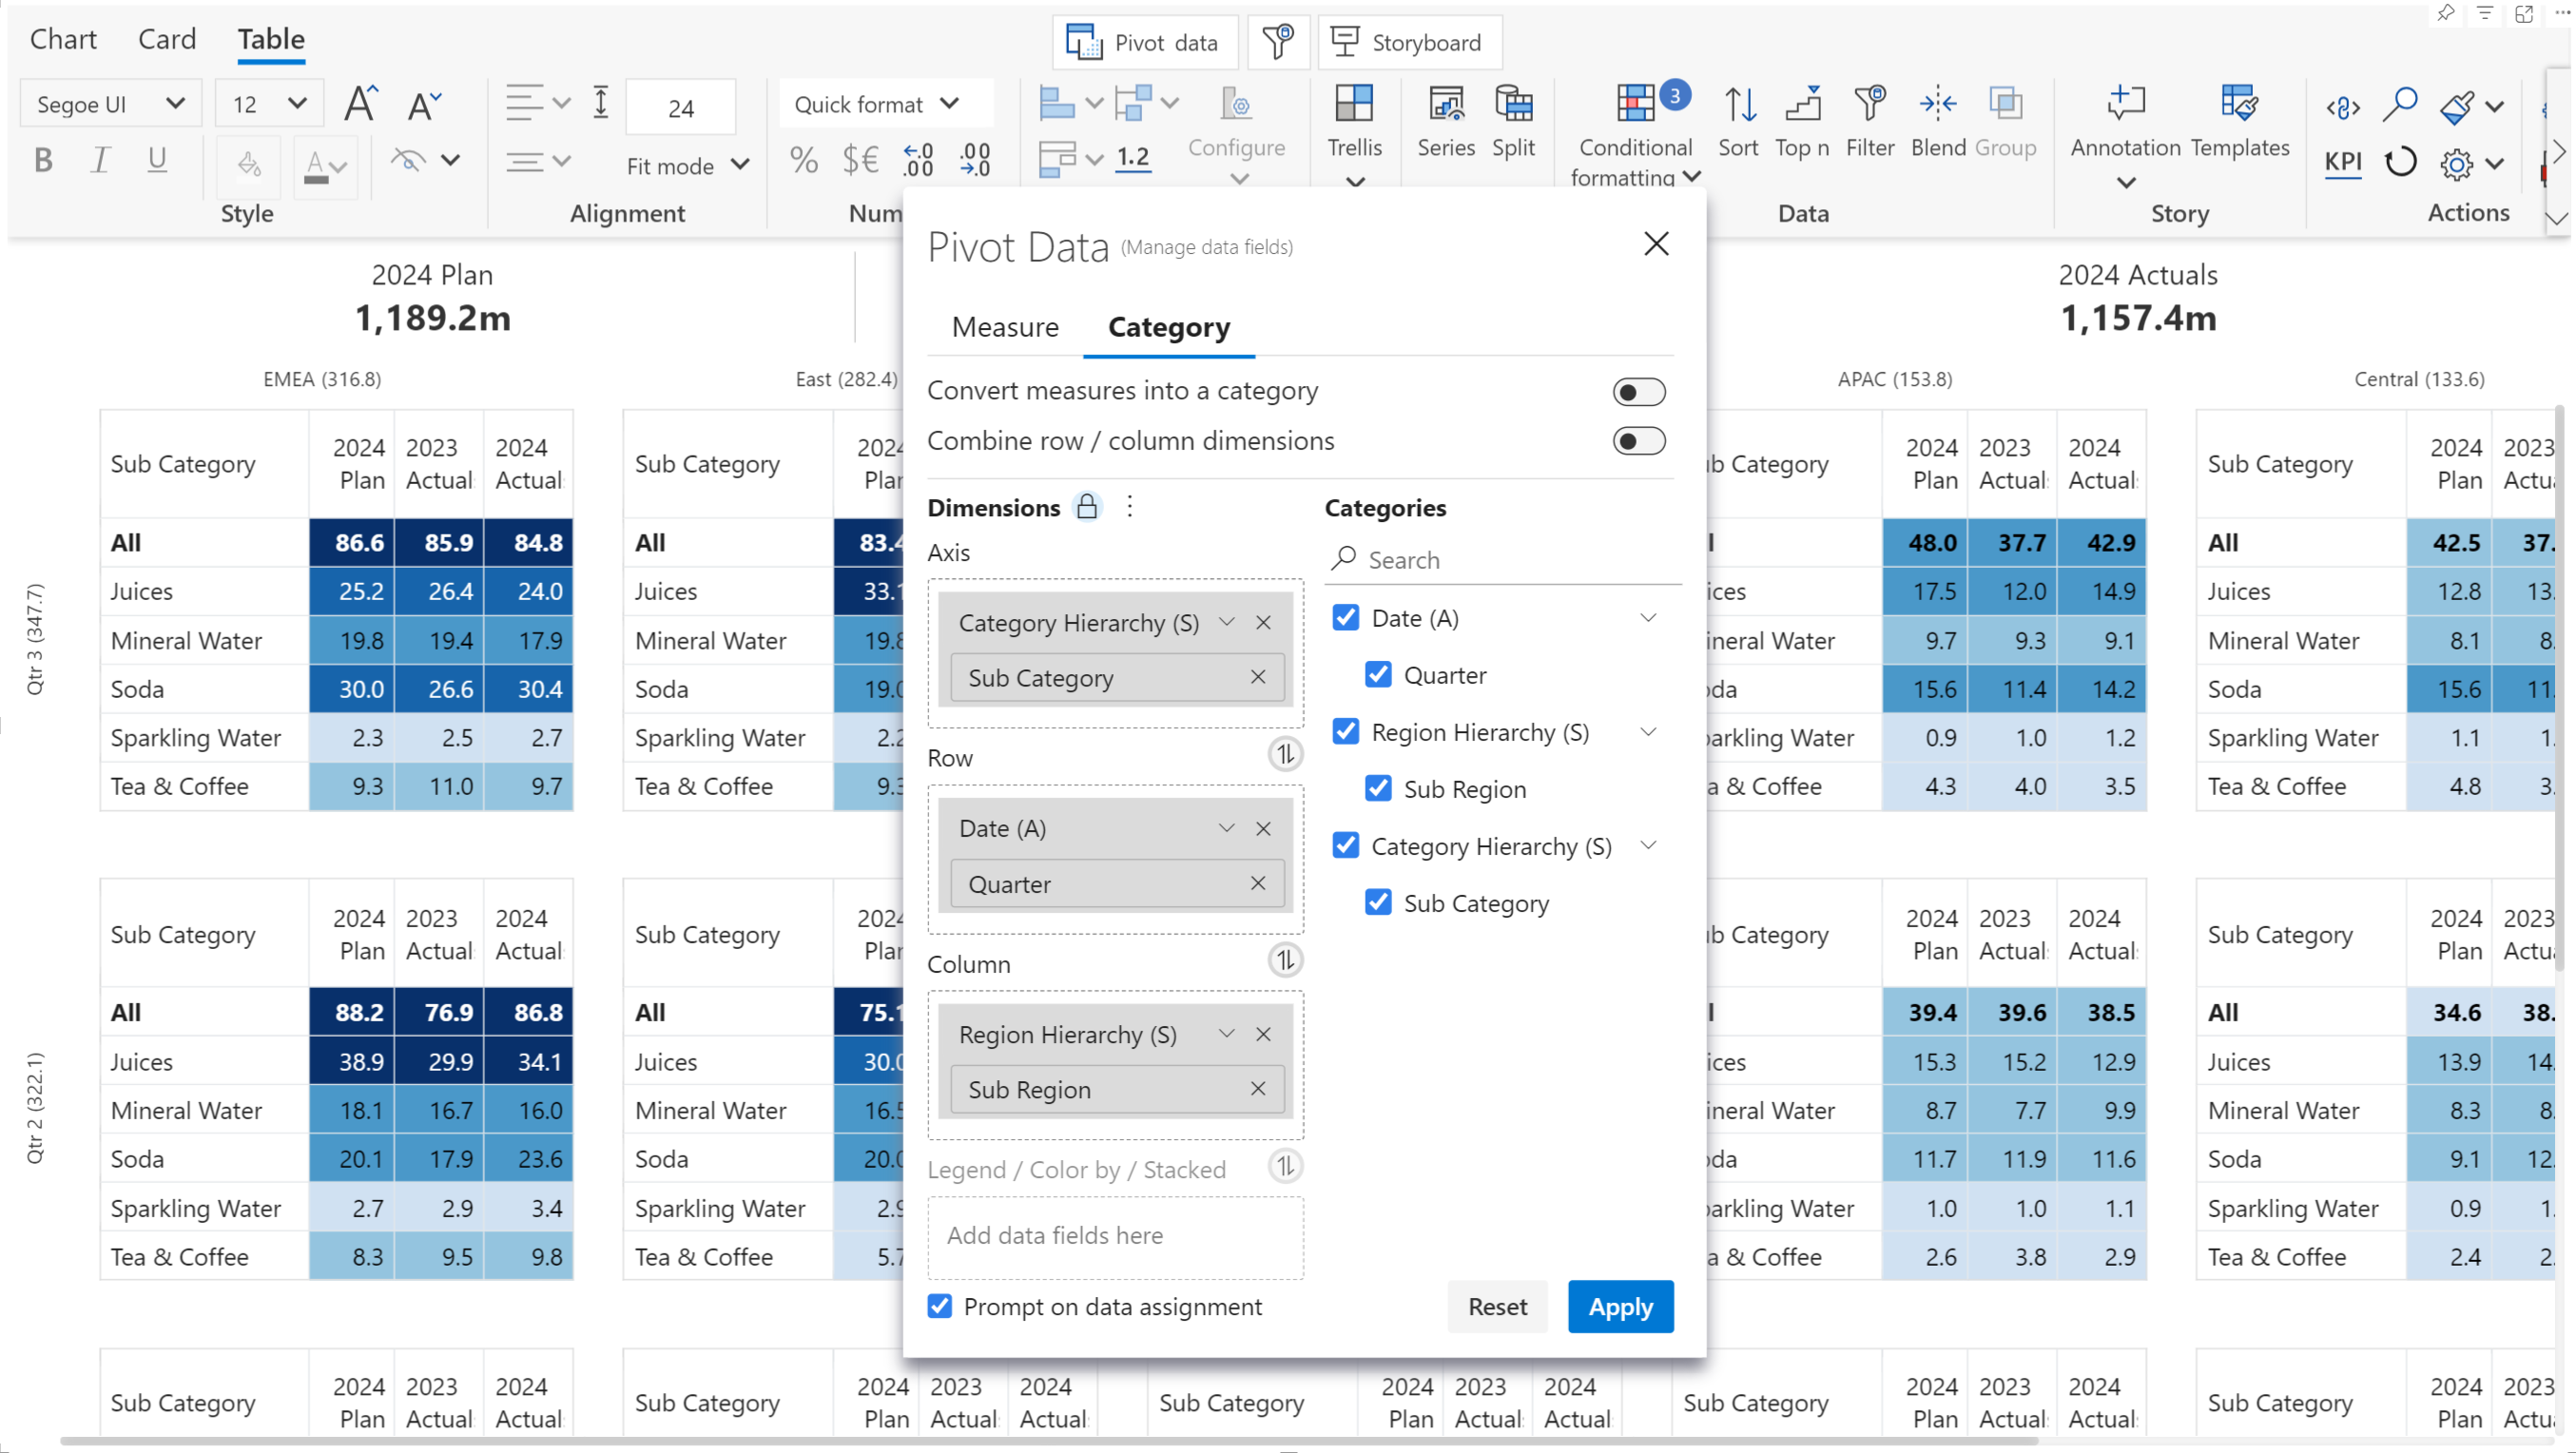 Chart Card Table Pivot data Storyboard
Segoe UI 12 A A 24 Quick format 3
B I U A Fit mode % $€ .0 .00 .00 .0 1.2 Configure Trellis Series Split Conditional formatting Sort Top n Filter Blend Group Annotation Templates KPI
Style Alignment Num Data Story Actions
2024 Plan
1,189.2m
2024 Actuals
1,157.4m
EMEA (316.8) East (282.4) APAC (153.8) Central (133.6)
Qtr 3 (347.7)
Sub Category 2024 Plan 2023 Actual 2024 Actual
All 86.6 85.9 84.8
Juices 25.2 26.4 24.0
Mineral Water 19.8 19.4 17.9
Soda 30.0 26.6 30.4
Sparkling Water 2.3 2.5 2.7
Tea & Coffee 9.3 11.0 9.7
Sub Category 2024
All 83.4
Juices 33.1
Mineral Water 19.8
Soda 19.0
Sparkling Water 2.2
Tea & Coffee 9.3
Category 2024 Plan 2023 Actual 2024 Actual
48.0 37.7 42.9
17.5 12.0 14.9
Water 9.7 9.3 9.1
15.6 11.4 14.2
Water 0.9 1.0 1.2
& Coffee 4.3 4.0 3.5
Sub Category 2024 Plan 2023
All 42.5 37.
Juices 12.8 13.
Mineral Water 8.1 8.
Soda 15.6 11.
Sparkling Water 1.1 1.
Tea & Coffee 4.8 3.
Qtr 2 (322.1)
Sub Category 2024 Plan 2023 Actual 2024 Actual
All 88.2 76.9 86.8
Juices 38.9 29.9 34.1
Mineral Water 18.1 16.7 16.0
Soda 20.1 17.9 23.6
Sparkling Water 2.7 2.9 3.4
Tea & Coffee 8.3 9.5 9.8
Sub Category 2024
All 75.1
Juices 30.0
Mineral Water 16.5
Soda 20.0
Sparkling Water 2.9
Tea & Coffee 5.7
Category 2024 Plan 2023 Actual 2024 Actual
39.4 39.6 38.5
15.3 15.2 12.9
Water 8.7 7.7 9.9
11.7 11.9 11.6
Water 1.0 1.0 1.1
& Coffee 2.6 3.8 2.9
Sub Category 2024 Plan 2023
All 34.6 38.
Juices 13.9 14.
Mineral Water 8.3 8.
Soda 9.1 12.
Sparkling Water 0.9 1.
Tea & Coffee 2.4 2.
Sub Category 2024 Plan 2023 Actual 2024 Actual
Sub Category 2024 Plan 2023 Actual 2024 Actual
Sub Category 2024 Plan 2023 Actual 2024 Actual
Sub Category 2024 Plan 2023 Actual 2024 Actual
Sub Category 2024 Plan 2023
Pivot Data (Manage data fields)
Measure Category
Convert measures into a category
Combine row / column dimensions
Dimensions
Axis
Category Hierarchy (S)
Sub Category
Row
Date (A)
Quarter
Column
Region Hierarchy (S)
Sub Region
Legend / Color by / Stacked
Add data fields here
Categories
Search
Date (A)
Quarter
Region Hierarchy (S)
Sub Region
Category Hierarchy (S)
Sub Category
Prompt on data assignment
Reset Apply